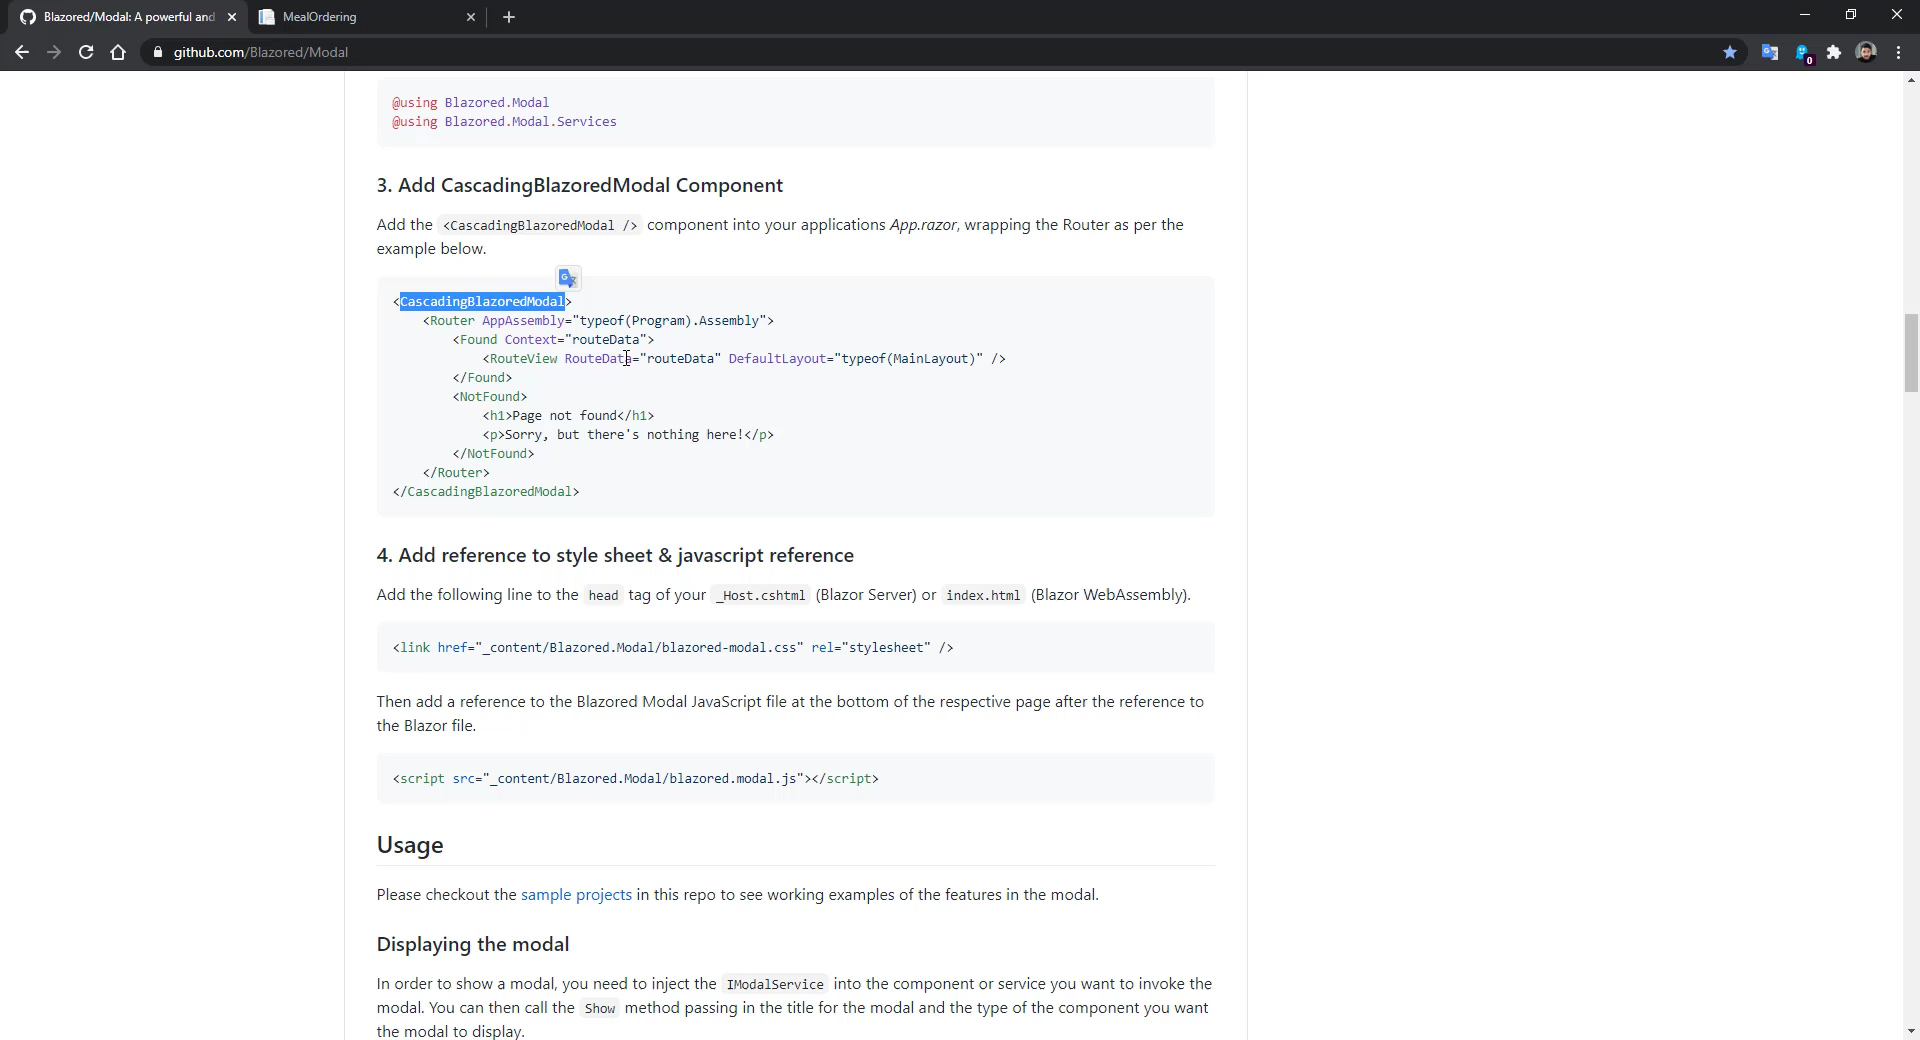 Blazored/Modal: A powerful and
MealOrdering
github.com/Blazored/Modal
0
@using Blazored.Modal
@using Blazored.Modal.Services
3. Add CascadingBlazoredModal Component
Add the <CascadingBlazoredModal /> component into your applications App.razor, wrapping the Router as per the
example below.
<CascadingBlazoredModal>
<Router AppAssembly="typeof(Program).Assembly">
<Found Context="routeData">
<RouteView RouteData="routeData" DefaultLayout="typeof(MainLayout)" />
</Found>
<NotFound>
<h1>Page not found</h1>
<p>Sorry, but there's nothing here!</p>
</NotFound>
</Router>
</CascadingBlazoredModal>
4. Add reference to style sheet & javascript reference
Add the following line to the head tag of your _Host.cshtml (Blazor Server) or index.html (Blazor WebAssembly).
<link href="_content/Blazored.Modal/blazored-modal.css" rel="stylesheet" />
Then add a reference to the Blazored Modal JavaScript file at the bottom of the respective page after the reference to
the Blazor file.
<script src="_content/Blazored.Modal/blazored.modal.js"></script>
Usage
Please checkout the sample projects in this repo to see working examples of the features in the modal.
Displaying the modal
In order to show a modal, you need to inject the IModalService into the component or service you want to invoke the
modal. You can then call the Show method passing in the title for the modal and the type of the component you want
the modal to display.